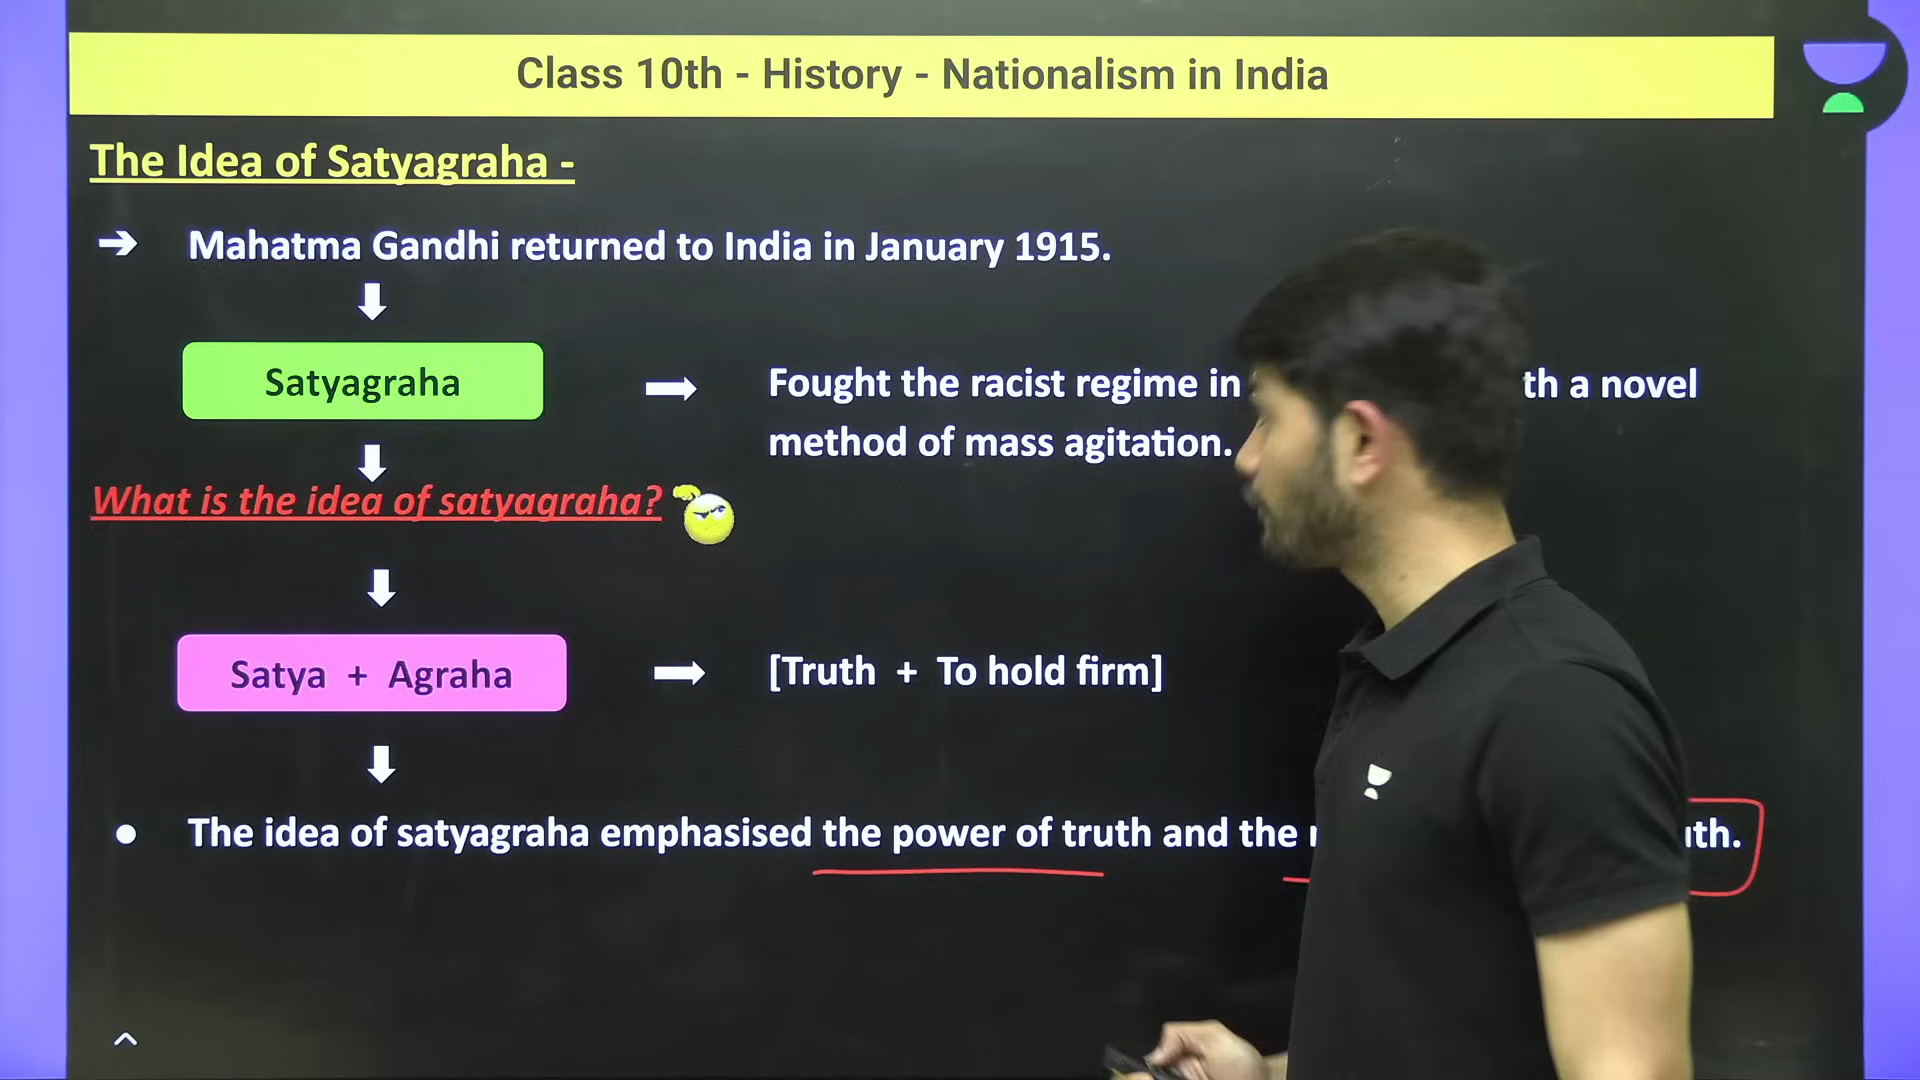 Class 10th - History - Nationalism in India
The Idea of Satyagraha -
Mahatma Gandhi returned to India in January 1915.
Satyagraha
Fought the racist regime in th a novel
method of mass agitation.
What is the idea of satyagraha?
Satya + Agraha
[Truth + To hold firm]
The idea of satyagraha emphasised the power of truth and the uth.